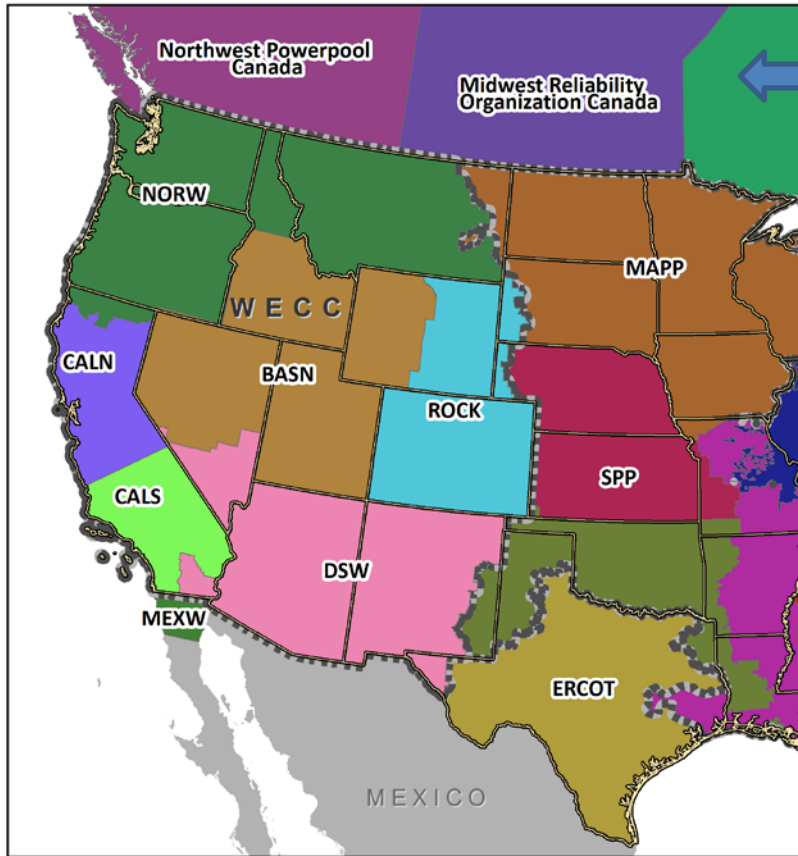 Northwest Powerpool
Canada
Midwest Reliability
Organization Canada
NORW
MAPP
WECC
CALN
BASN
ROCK
SPP
CALS
DSW
MEXW
ERCOT
MEXICO